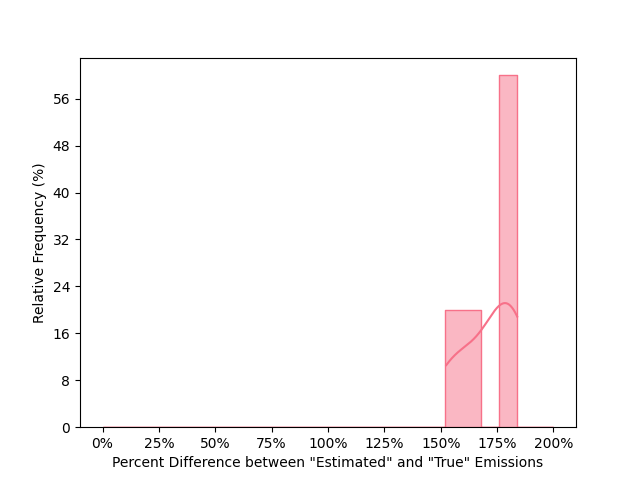 56
48
40
32
24
16
8
0
Relative Frequency (%)
0% 25% 50% 75% 100% 125% 150% 175% 200%
Percent Difference between "Estimated" and "True" Emissions